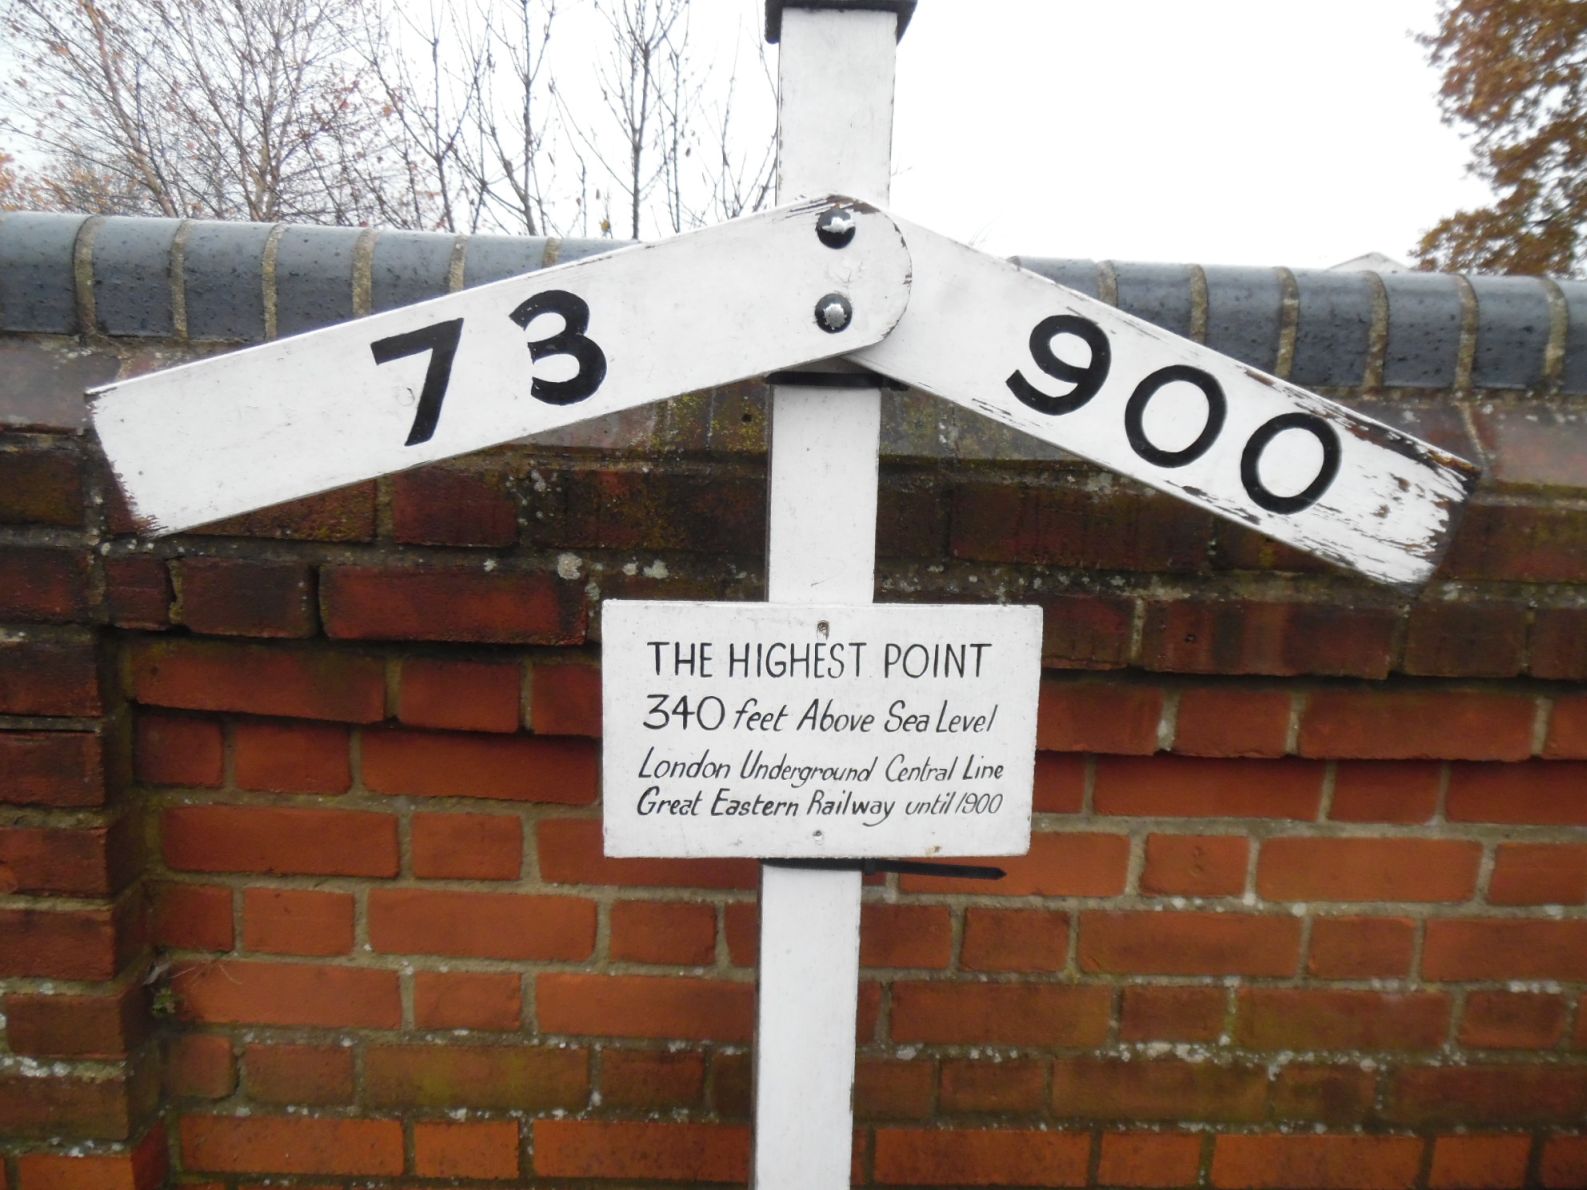 73
900
THE HIGHEST POINT
340 feet Above Sea Level
London Underground Central Line
Great Eastern Railway until 1900